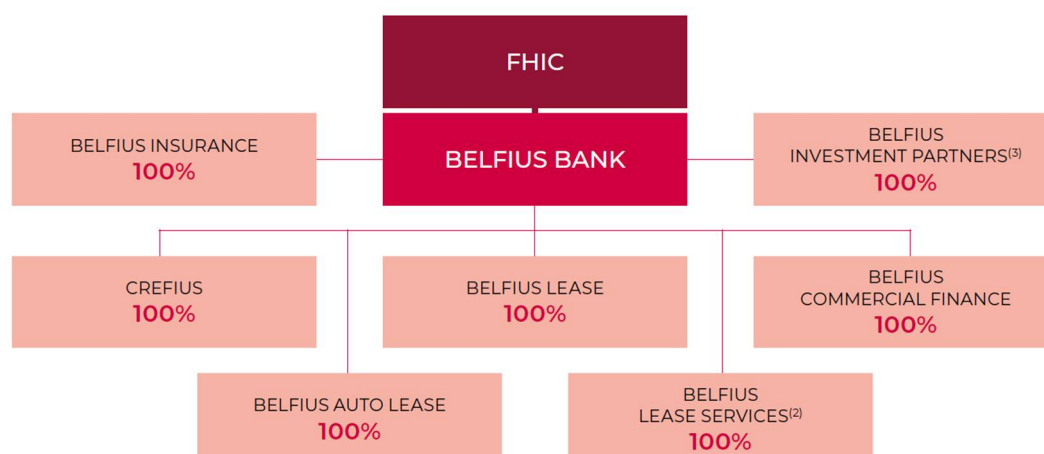 FHIC
BELFIUS INSURANCE
100%
BELFIUS BANK
BELFIUS
INVESTMENT PARTNERS(3)
100%
CREFIUS
100%
BELFIUS LEASE
100%
BELFIUS
COMMERCIAL FINANCE
100%
BELFIUS AUTO LEASE
100%
BELFIUS
LEASE SERVICES(2)
100%